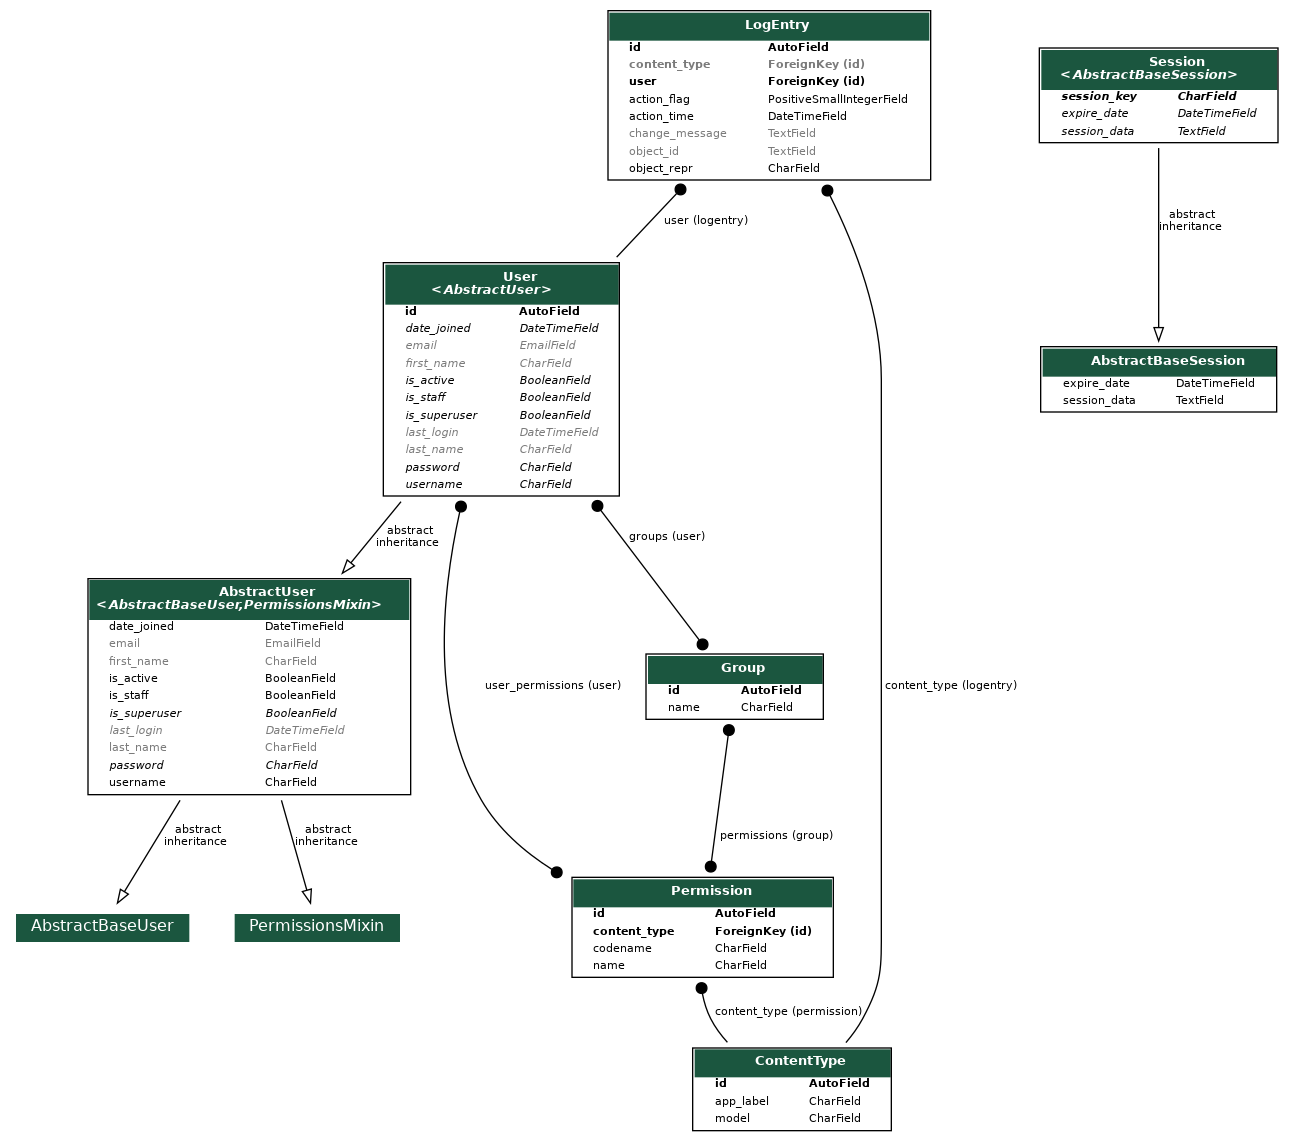 LogEntry
id AutoField
content_type ForeignKey (id)
user ForeignKey (id)
action_flag PositiveSmallIntegerField
action_time DateTimeField
change_message TextField
object_id TextField
object_repr CharField
Session
<AbstractBaseSession>
session_key CharField
expire_date DateTimeField
session_data TextField
user (logentry)
abstract
inheritance
User
<AbstractUser>
id AutoField
date_joined DateTimeField
email EmailField
first_name CharField
is_active BooleanField
is_staff BooleanField
is_superuser BooleanField
last_login DateTimeField
last_name CharField
password CharField
username CharField
AbstractBaseSession
expire_date DateTimeField
session_data TextField
abstract
inheritance
groups (user)
AbstractUser
<AbstractBaseUser,PermissionsMixin>
date_joined DateTimeField
email EmailField
first_name CharField
is_active BooleanField
is_staff BooleanField
is_superuser BooleanField
last_login DateTimeField
last_name CharField
password CharField
username CharField
user_permissions (user)
Group
id AutoField
name CharField
content_type (logentry)
abstract
inheritance
abstract
inheritance
permissions (group)
AbstractBaseUser
PermissionsMixin
Permission
id AutoField
content_type ForeignKey (id)
codename CharField
name CharField
content_type (permission)
ContentType
id AutoField
app_label CharField
model CharField